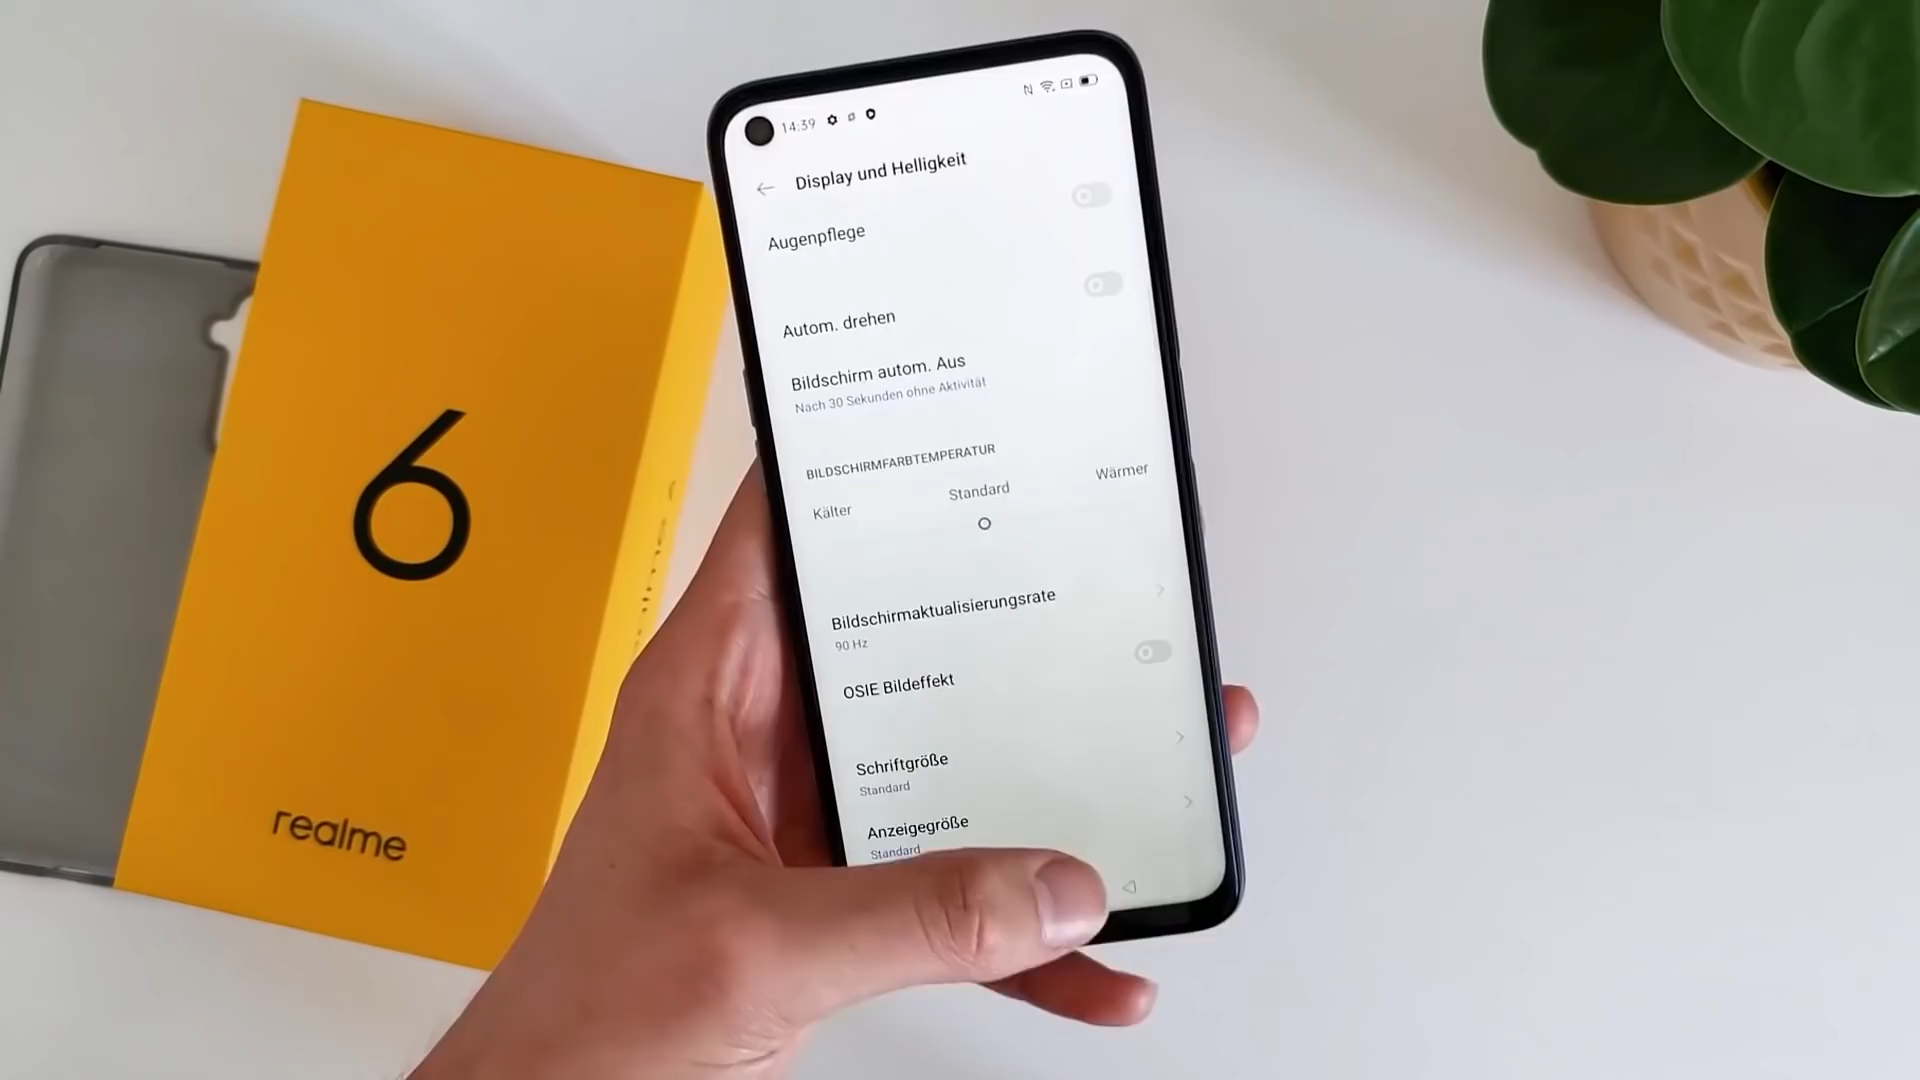 6
realme
14:39
Display und Helligkeit
Augenpflege
Autom. drehen
Bildschirm autom. Aus
Nach 30 Sekunden ohne Aktivität
BILDSCHIRMFARBTEMPERATUR
Kälter Standard Wärmer
Bildschirmaktualisierungsrate
90 Hz
OSIE Bildeffekt
Schriftgröße
Standard
Anzeigegröße
Standard